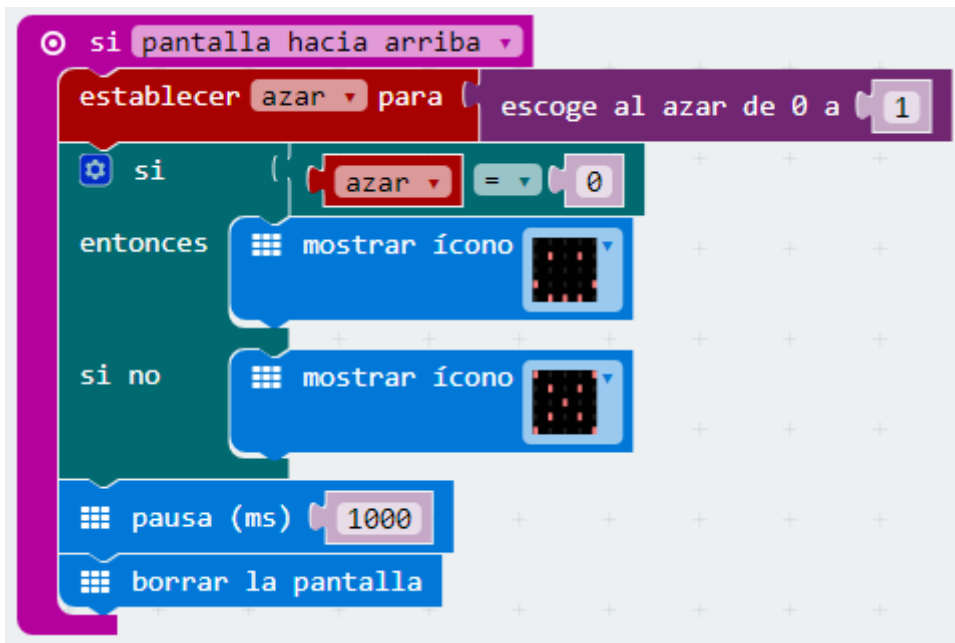 si pantalla hacia arriba
establecer azar para escoge al azar de 0 a 1
si azar = 0
entonces mostrar ícono
si no mostrar ícono
pausa (ms) 1000
borrar la pantalla